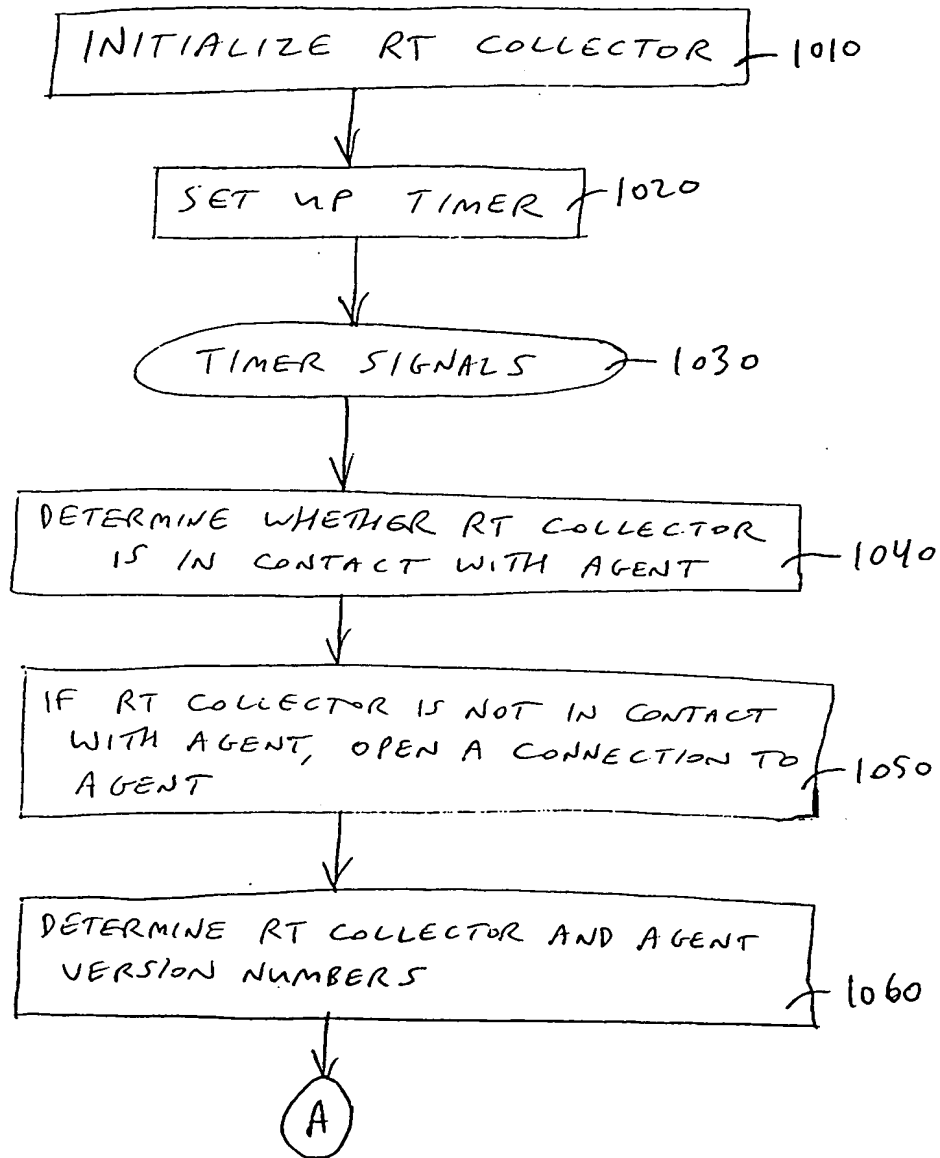 INITIALIZE RT COLLECTOR 1010
SET UP TIMER 1020
TIMER SIGNALS 1030
DETERMINE WHETHER RT COLLECTOR
IS IN CONTACT WITH AGENT 1040
IF RT COLLECTOR IS NOT IN CONTACT
WITH AGENT, OPEN A CONNECTION TO
AGENT 1050
DETERMINE RT COLLECTOR AND AGENT
VERSION NUMBERS 1060
A